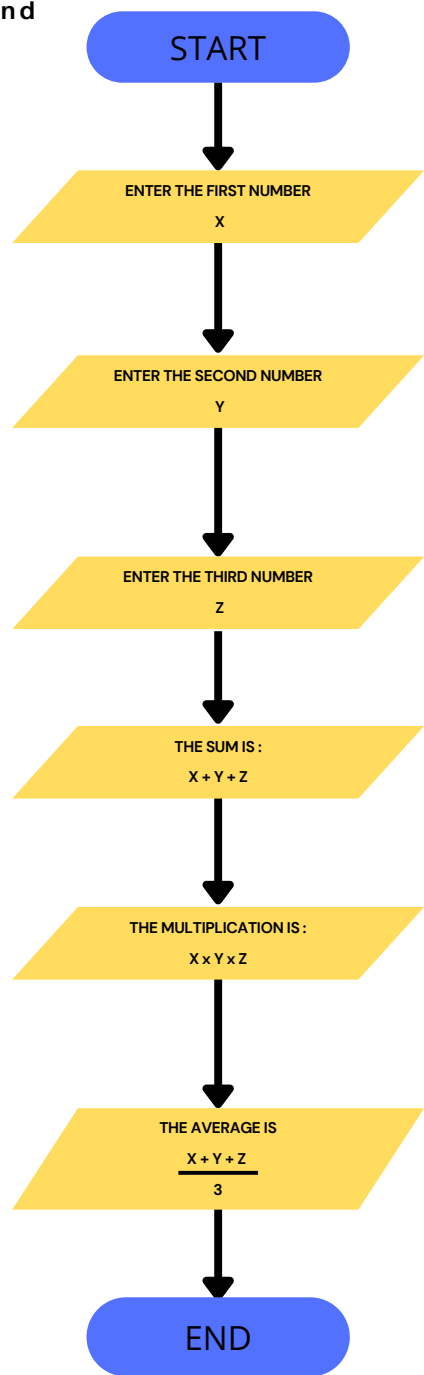 nd
START
ENTER THE FIRST NUMBER
X
ENTER THE SECOND NUMBER
Y
ENTER THE THIRD NUMBER
Z
THE SUM IS :
X + Y + Z
THE MULTIPLICATION IS :
X x Y x Z
THE AVERAGE IS
X + Y + Z
3
END